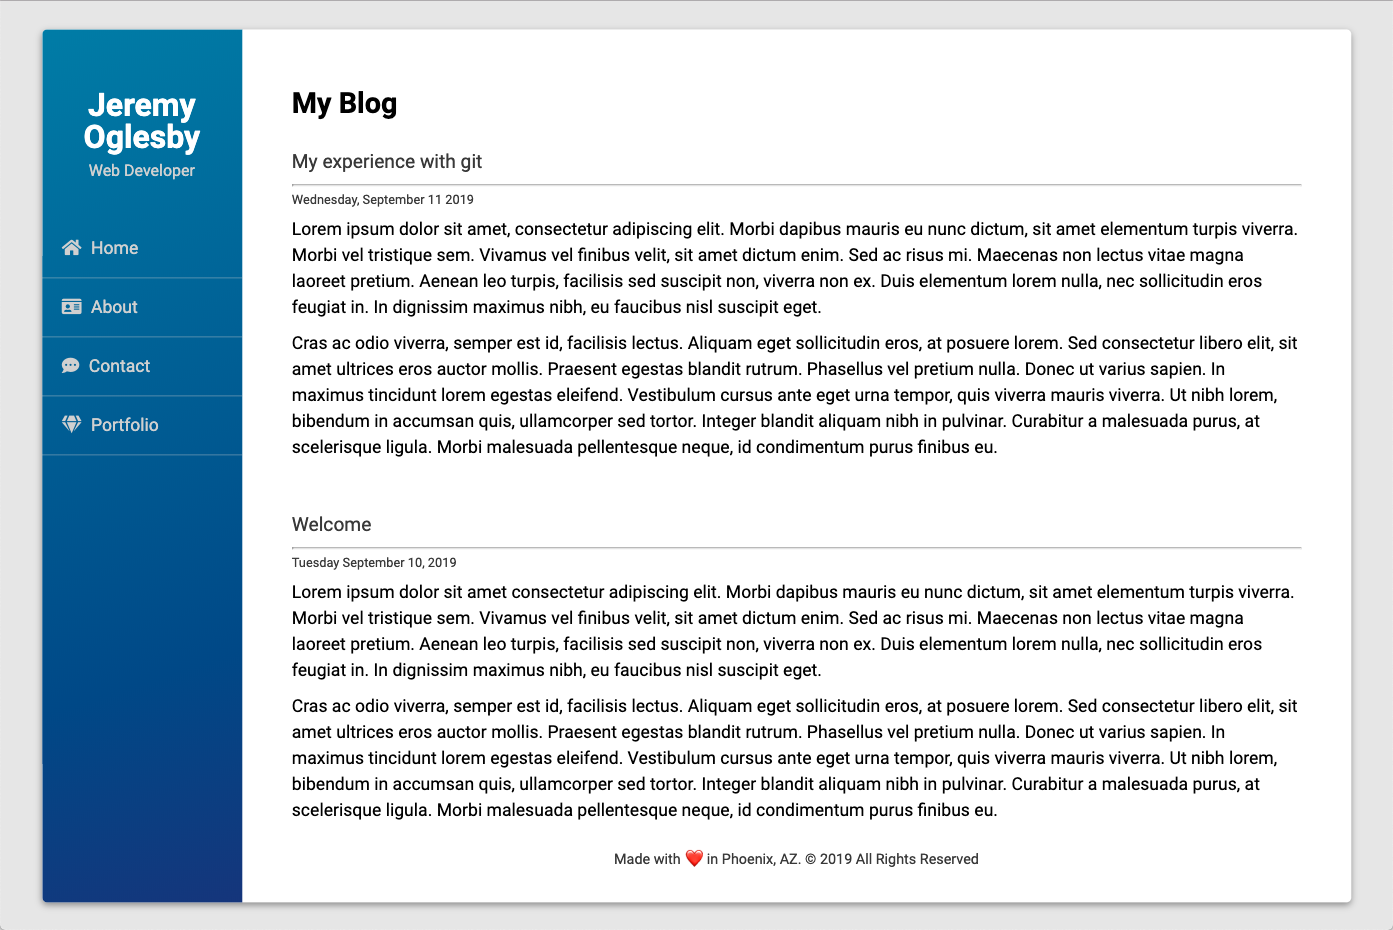 Jeremy
Oglesby
Web Developer
Home
About
Contact
Portfolio
My Blog
My experience with git
Wednesday, September 11 2019
Lorem ipsum dolor sit amet, consectetur adipiscing elit. Morbi dapibus mauris eu nunc dictum, sit amet elementum turpis viverra.
Morbi vel tristique sem. Vivamus vel finibus velit, sit amet dictum enim. Sed ac risus mi. Maecenas non lectus vitae magna
laoreet pretium. Aenean leo turpis, facilisis sed suscipit non, viverra non ex. Duis elementum lorem nulla, nec sollicitudin eros
feugiat in. In dignissim maximus nibh, eu faucibus nisl suscipit eget.
Cras ac odio viverra, semper est id, facilisis lectus. Aliquam eget sollicitudin eros, at posuere lorem. Sed consectetur libero elit, sit
amet ultrices eros auctor mollis. Praesent egestas blandit rutrum. Phasellus vel pretium nulla. Donec ut varius sapien. In
maximus tincidunt lorem egestas eleifend. Vestibulum cursus ante eget urna tempor, quis viverra mauris viverra. Ut nibh lorem,
bibendum in accumsan quis, ullamcorper sed tortor. Integer blandit aliquam nibh in pulvinar. Curabitur a malesuada purus, at
scelerisque ligula. Morbi malesuada pellentesque neque, id condimentum purus finibus eu.
Welcome
Tuesday September 10, 2019
Lorem ipsum dolor sit amet consectetur adipiscing elit. Morbi dapibus mauris eu nunc dictum, sit amet elementum turpis viverra.
Morbi vel tristique sem. Vivamus vel finibus velit, sit amet dictum enim. Sed ac risus mi. Maecenas non lectus vitae magna
laoreet pretium. Aenean leo turpis, facilisis sed suscipit non, viverra non ex. Duis elementum lorem nulla, nec sollicitudin eros
feugiat in. In dignissim maximus nibh, eu faucibus nisl suscipit eget.
Cras ac odio viverra, semper est id, facilisis lectus. Aliquam eget sollicitudin eros, at posuere lorem. Sed consectetur libero elit, sit
amet ultrices eros auctor mollis. Praesent egestas blandit rutrum. Phasellus vel pretium nulla. Donec ut varius sapien. In
maximus tincidunt lorem egestas eleifend. Vestibulum cursus ante eget urna tempor, quis viverra mauris viverra. Ut nibh lorem,
bibendum in accumsan quis, ullamcorper sed tortor. Integer blandit aliquam nibh in pulvinar. Curabitur a malesuada purus, at
scelerisque ligula. Morbi malesuada pellentesque neque, id condimentum purus finibus eu.
Made with ❤️ in Phoenix, AZ. © 2019 All Rights Reserved